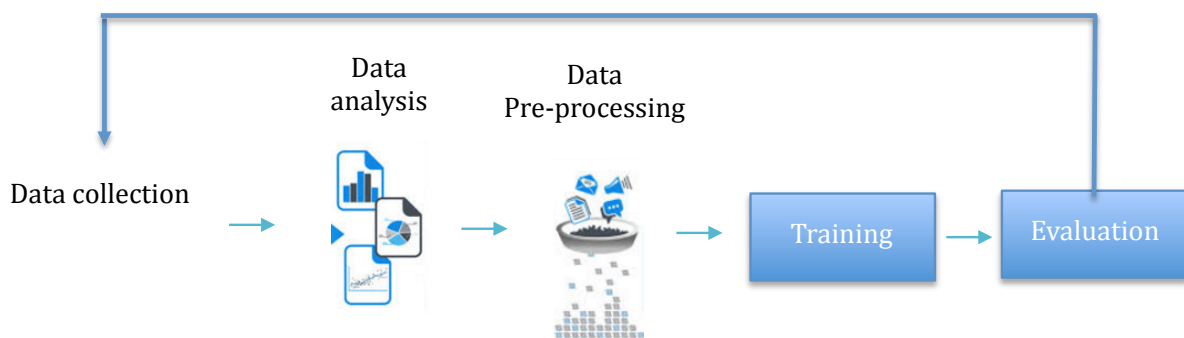 Data
analysis
Data
Pre-processing
Data collection
Training
Evaluation